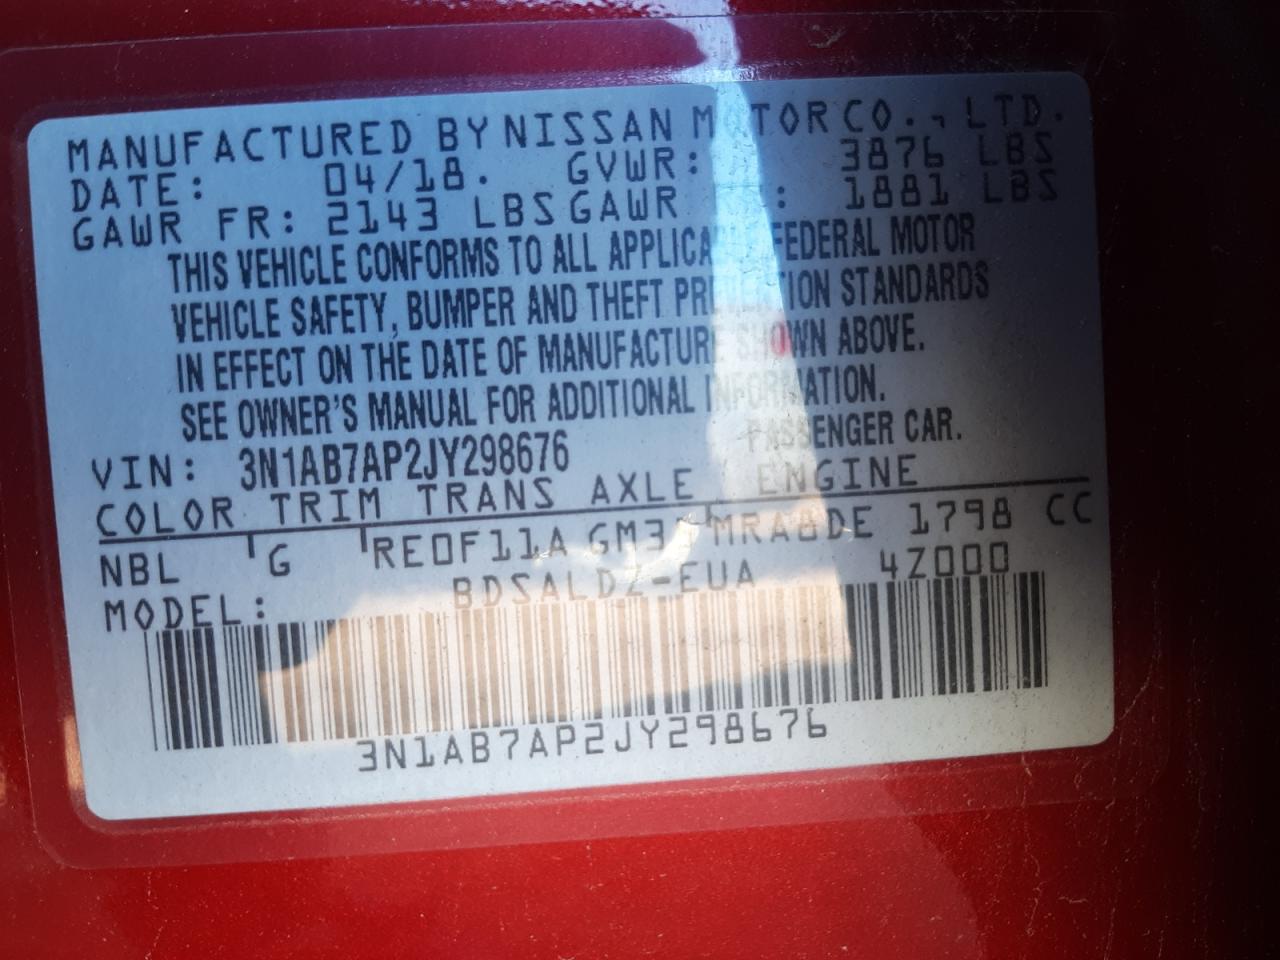 MANUFACTURED BY NISSAN MOTOR CO., LTD.
DATE: 04/18. GVWR: 3876 LBS
GAWR FR: 2143 LBS GAWR : 1881 LBS
THIS VEHICLE CONFORMS TO ALL APPLICA FEDERAL MOTOR
VEHICLE SAFETY, BUMPER AND THEFT PREVENTION STANDARDS
IN EFFECT ON THE DATE OF MANUFACTURE SHOWN ABOVE.
SEE OWNER'S MANUAL FOR ADDITIONAL INFORMATION.
PASSENGER CAR.
VIN: 3N1AB7AP2JY298676
COLOR TRIM TRANS AXLE ENGINE
NBL G RE0F11A GM3 MRA8DE 1798 CC
MODEL: BDSALDZ-EUA 4Z000
3N1AB7AP2JY298676